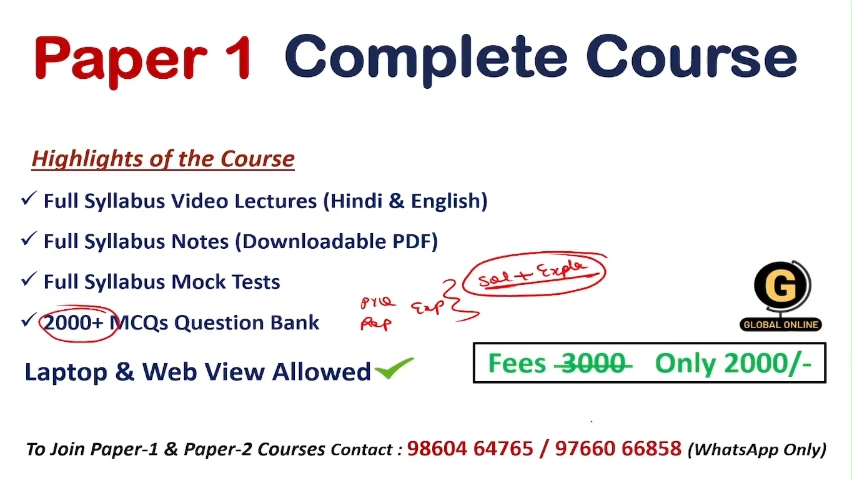 Paper 1 Complete Course
Highlights of the Course
✓ Full Syllabus Video Lectures (Hindi & English)
✓ Full Syllabus Notes (Downloadable PDF)
✓ Full Syllabus Mock Tests
Sol + Expla
✓ 2000+ MCQs Question Bank
PYQ
Exp
G
GLOBAL ONLINE
Laptop & Web View Allowed
Fees 3000 Only 2000/-
To Join Paper-1 & Paper-2 Courses Contact : 98604 64765 / 97660 66858 (WhatsApp Only)